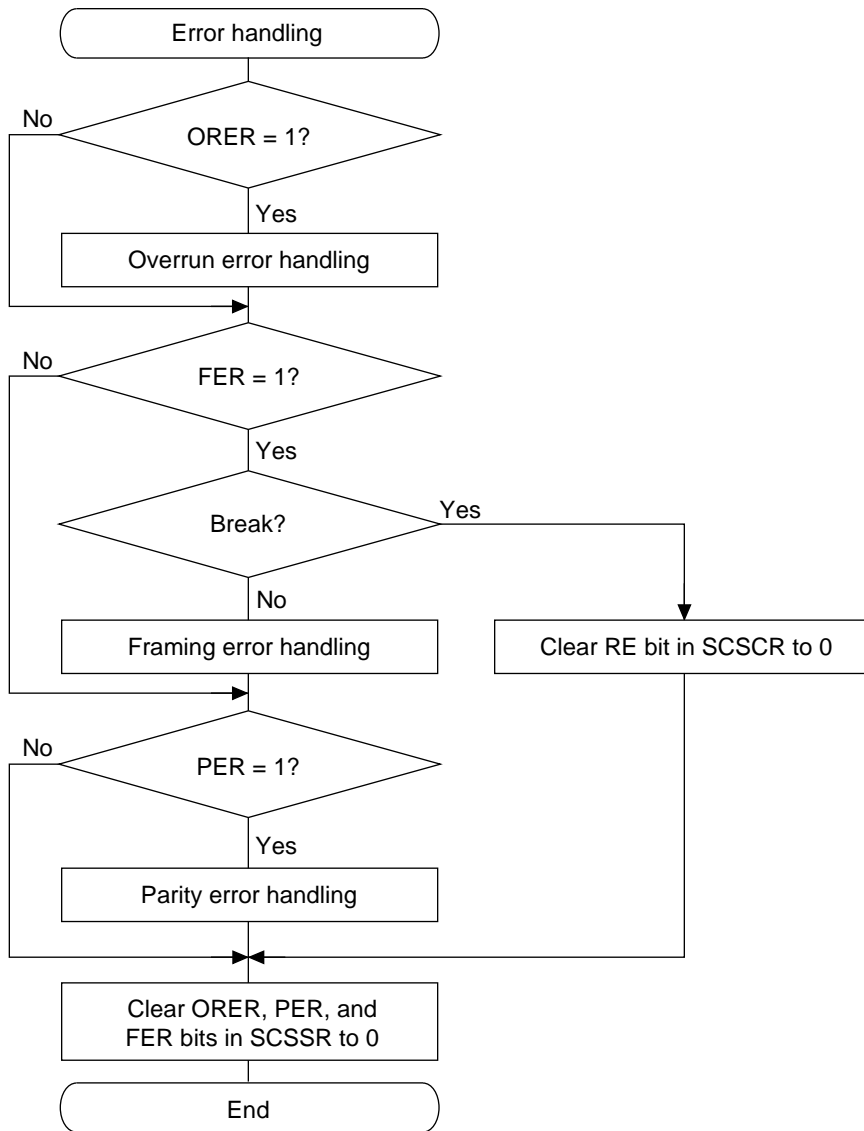 Error handling
No
ORER = 1?
Yes
Overrun error handling
No
FER = 1?
Yes
Break?
Yes
No
Framing error handling
Clear RE bit in SCSCR to 0
No
PER = 1?
Yes
Parity error handling
Clear ORER, PER, and
FER bits in SCSSR to 0
End